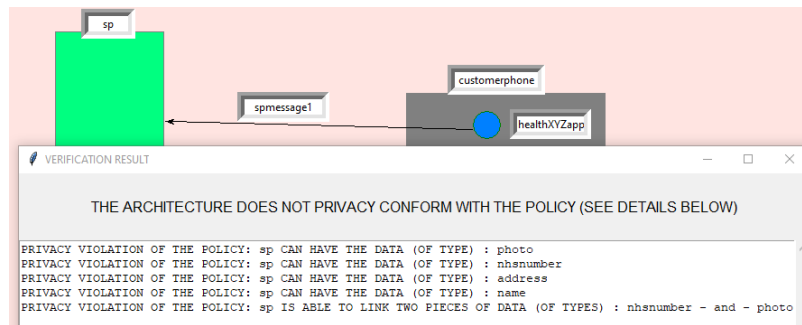 sp
customerphone
spmessage1
healthXYZapp
VERIFICATION RESULT
THE ARCHITECTURE DOES NOT PRIVACY CONFORM WITH THE POLICY (SEE DETAILS BELOW)
PRIVACY VIOLATION OF THE POLICY: sp CAN HAVE THE DATA (OF TYPE) : photo
PRIVACY VIOLATION OF THE POLICY: sp CAN HAVE THE DATA (OF TYPE) : nhsnumber
PRIVACY VIOLATION OF THE POLICY: sp CAN HAVE THE DATA (OF TYPE) : address
PRIVACY VIOLATION OF THE POLICY: sp CAN HAVE THE DATA (OF TYPE) : name
PRIVACY VIOLATION OF THE POLICY: sp IS ABLE TO LINK TWO PIECES OF DATA (OF TYPES) : nhsnumber - and - photo